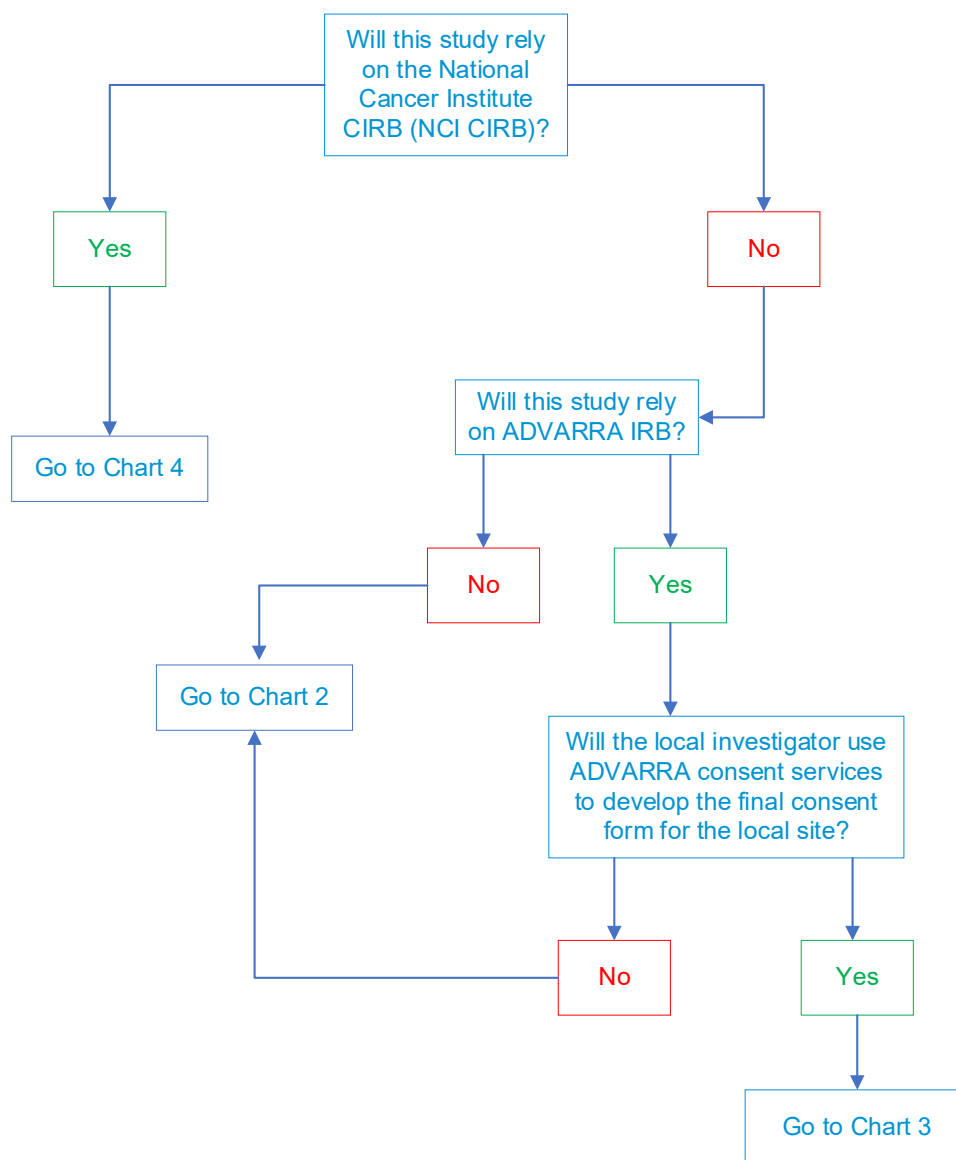 Will this study rely
on the National
Cancer Institute
CIRB (NCI CIRB)?
Yes
No
Will this study rely
on ADVARRA IRB?
Go to Chart 4
No
Yes
Go to Chart 2
Will the local investigator use
ADVARRA consent services
to develop the final consent
form for the local site?
No
Yes
Go to Chart 3